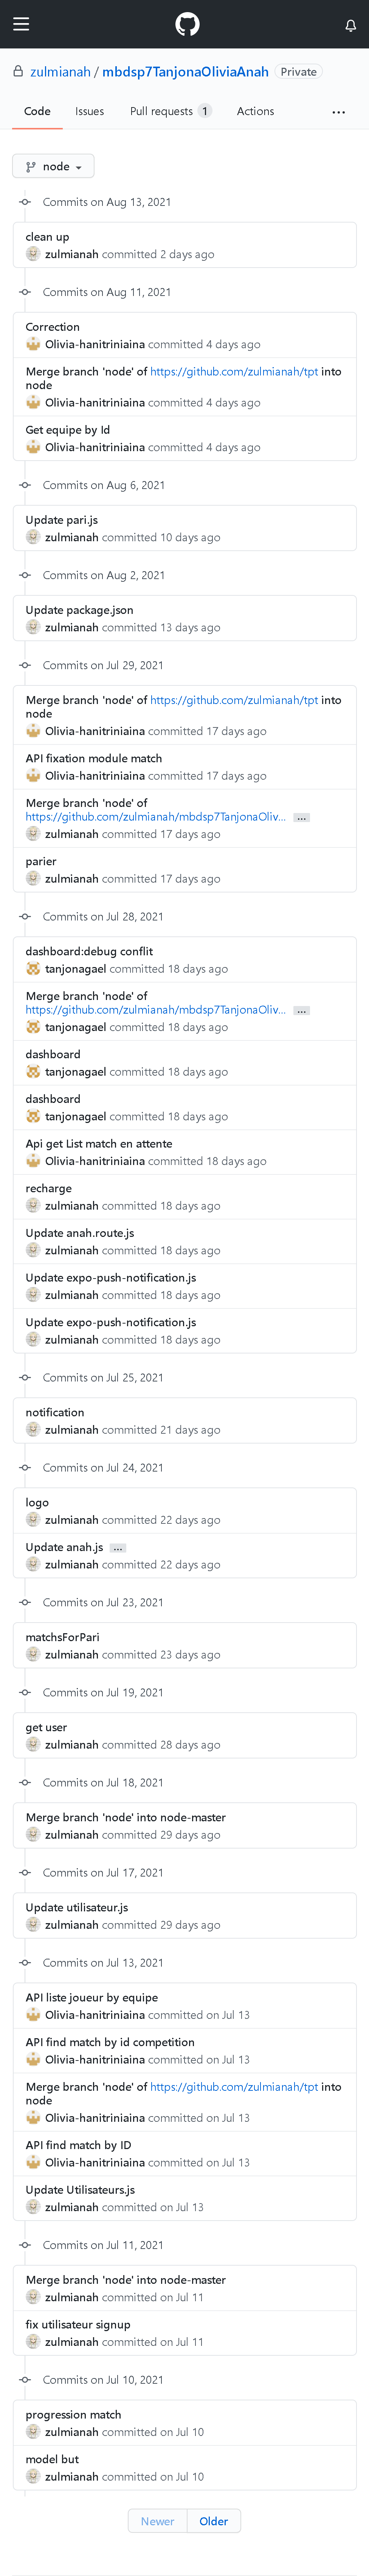 zulmianah / mbdsp7TanjonaOliviaAnah Private
Code Issues Pull requests 1 Actions ...
node
Commits on Aug 13, 2021
clean up
zulmianah committed 2 days ago
Commits on Aug 11, 2021
Correction
Olivia-hanitriniaina committed 4 days ago
Merge branch 'node' of https://github.com/zulmianah/tpt into
node
Olivia-hanitriniaina committed 4 days ago
Get equipe by Id
Olivia-hanitriniaina committed 4 days ago
Commits on Aug 6, 2021
Update pari.js
zulmianah committed 10 days ago
Commits on Aug 2, 2021
Update package.json
zulmianah committed 13 days ago
Commits on Jul 29, 2021
Merge branch 'node' of https://github.com/zulmianah/tpt into
node
Olivia-hanitriniaina committed 17 days ago
API fixation module match
Olivia-hanitriniaina committed 17 days ago
Merge branch 'node' of
https://github.com/zulmianah/mbdsp7TanjonaOliv... ...
zulmianah committed 17 days ago
parier
zulmianah committed 17 days ago
Commits on Jul 28, 2021
dashboard:debug conflit
tanjonagael committed 18 days ago
Merge branch 'node' of
https://github.com/zulmianah/mbdsp7TanjonaOliv... ...
tanjonagael committed 18 days ago
dashboard
tanjonagael committed 18 days ago
dashboard
tanjonagael committed 18 days ago
Api get List match en attente
Olivia-hanitriniaina committed 18 days ago
recharge
zulmianah committed 18 days ago
Update anah.route.js
zulmianah committed 18 days ago
Update expo-push-notification.js
zulmianah committed 18 days ago
Update expo-push-notification.js
zulmianah committed 18 days ago
Commits on Jul 25, 2021
notification
zulmianah committed 21 days ago
Commits on Jul 24, 2021
logo
zulmianah committed 22 days ago
Update anah.js ...
zulmianah committed 22 days ago
Commits on Jul 23, 2021
matchsForPari
zulmianah committed 23 days ago
Commits on Jul 19, 2021
get user
zulmianah committed 28 days ago
Commits on Jul 18, 2021
Merge branch 'node' into node-master
zulmianah committed 29 days ago
Commits on Jul 17, 2021
Update utilisateur.js
zulmianah committed 29 days ago
Commits on Jul 13, 2021
API liste joueur by equipe
Olivia-hanitriniaina committed on Jul 13
API find match by id competition
Olivia-hanitriniaina committed on Jul 13
Merge branch 'node' of https://github.com/zulmianah/tpt into
node
Olivia-hanitriniaina committed on Jul 13
API find match by ID
Olivia-hanitriniaina committed on Jul 13
Update Utilisateurs.js
zulmianah committed on Jul 13
Commits on Jul 11, 2021
Merge branch 'node' into node-master
zulmianah committed on Jul 11
fix utilisateur signup
zulmianah committed on Jul 11
Commits on Jul 10, 2021
progression match
zulmianah committed on Jul 10
model but
zulmianah committed on Jul 10
Newer Older